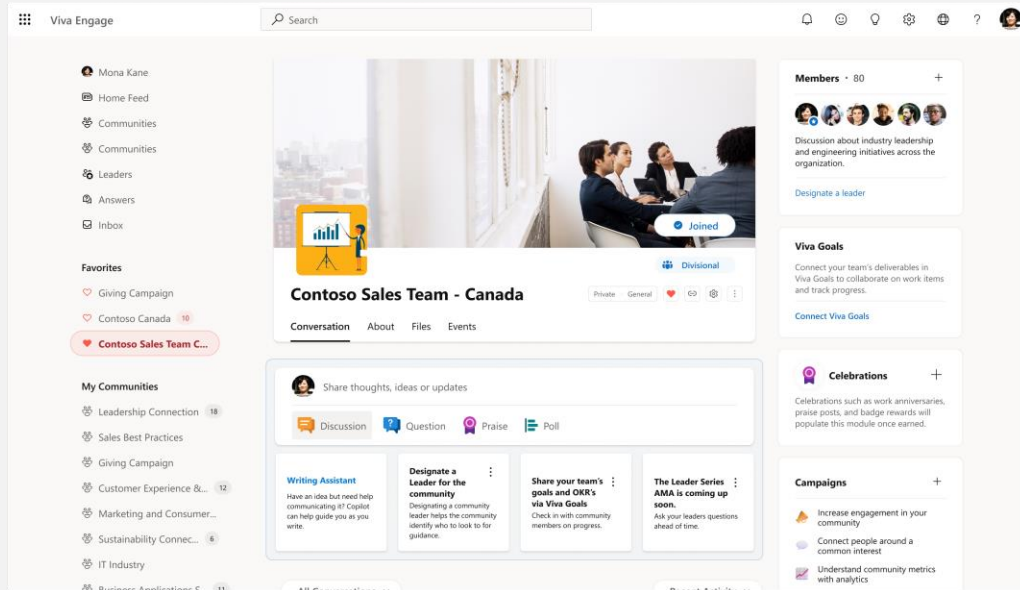 Viva Engage
Search
?
Mona Kane
Home Feed
Communities
Communities
Leaders
Answers
Inbox
Favorites
Giving Campaign
Contoso Canada 10
Contoso Sales Team C...
My Communities
Leadership Connection 18
Sales Best Practices
Giving Campaign
Customer Experience &... 12
Marketing and Consumer...
Sustainability Connec... 6
IT Industry
Business Applications S... 11
Joined
Divisional
Contoso Sales Team - Canada
Private General
Conversation About Files Events
Share thoughts, ideas or updates
Discussion Question Praise Poll
Writing Assistant
Have an idea but need help
communicating it? Copilot
can help guide you as you
write.
Designate a
Leader for the
community
Designating a community
leader helps the community
identify who to look to for
guidance.
Share your team's
goals and OKR's
via Viva Goals
Check in with community
members on progress.
The Leader Series
AMA is coming up
soon.
Ask your leaders questions
ahead of time.
All Conversations
Recent Activity
Members · 80
Discussion about industry leadership
and engineering initiatives across the
organization.
Designate a leader
Viva Goals
Connect your team's deliverables in
Viva Goals to collaborate on work items
and track progress.
Connect Viva Goals
Celebrations
Celebrations such as work anniversaries,
praise posts, and badge rewards will
populate this module once earned.
Campaigns
Increase engagement in your
community
Connect people around a
common interest
Understand community metrics
with analytics